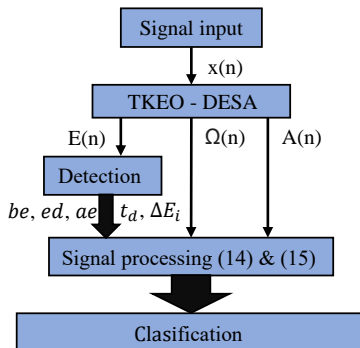 Signal input
x(n)
TKEO - DESA
E(n) Ω(n) A(n)
Detection
be, ed, ae t_d, ΔE_i
Signal processing (14) & (15)
Clasification